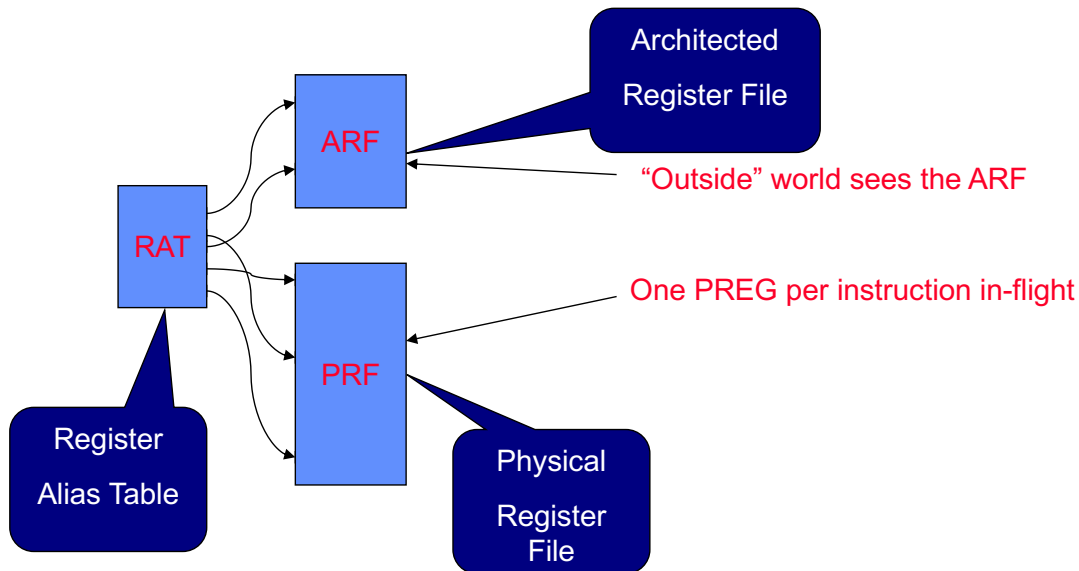 Architected
Register File
ARF
“Outside” world sees the ARF
RAT
One PREG per instruction in-flight
PRF
Register
Alias Table
Physical
Register
File